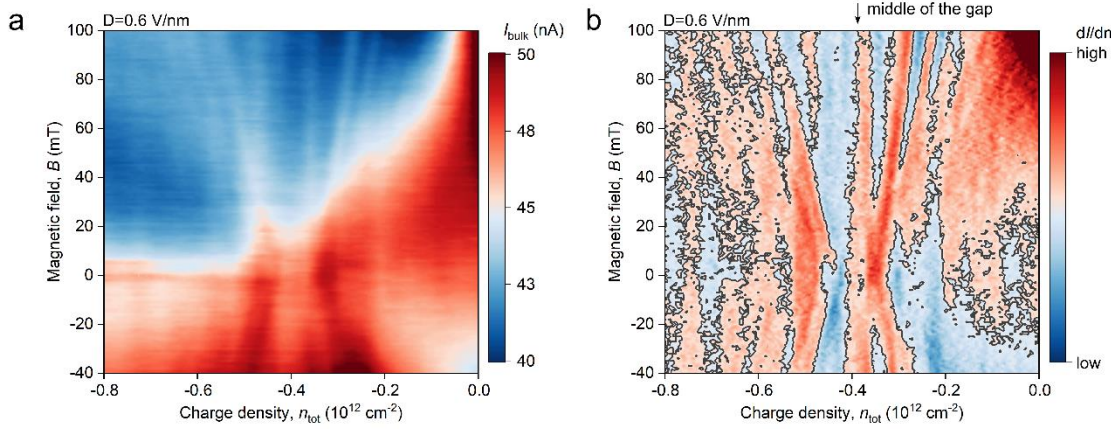 a
D=0.6 V/nm
I_bulk (nA)
100
80
60
40
20
0
-20
-40
Magnetic field, B (mT)
-0.8
-0.6
-0.4
-0.2
0.0
Charge density, n_tot (10^12 cm^-2)
50
48
45
43
40
b
D=0.6 V/nm
middle of the gap
dI/dn
100
80
60
40
20
0
-20
-40
Magnetic field, B (mT)
-0.8
-0.6
-0.4
-0.2
0.0
Charge density, n_tot (10^12 cm^-2)
high
low